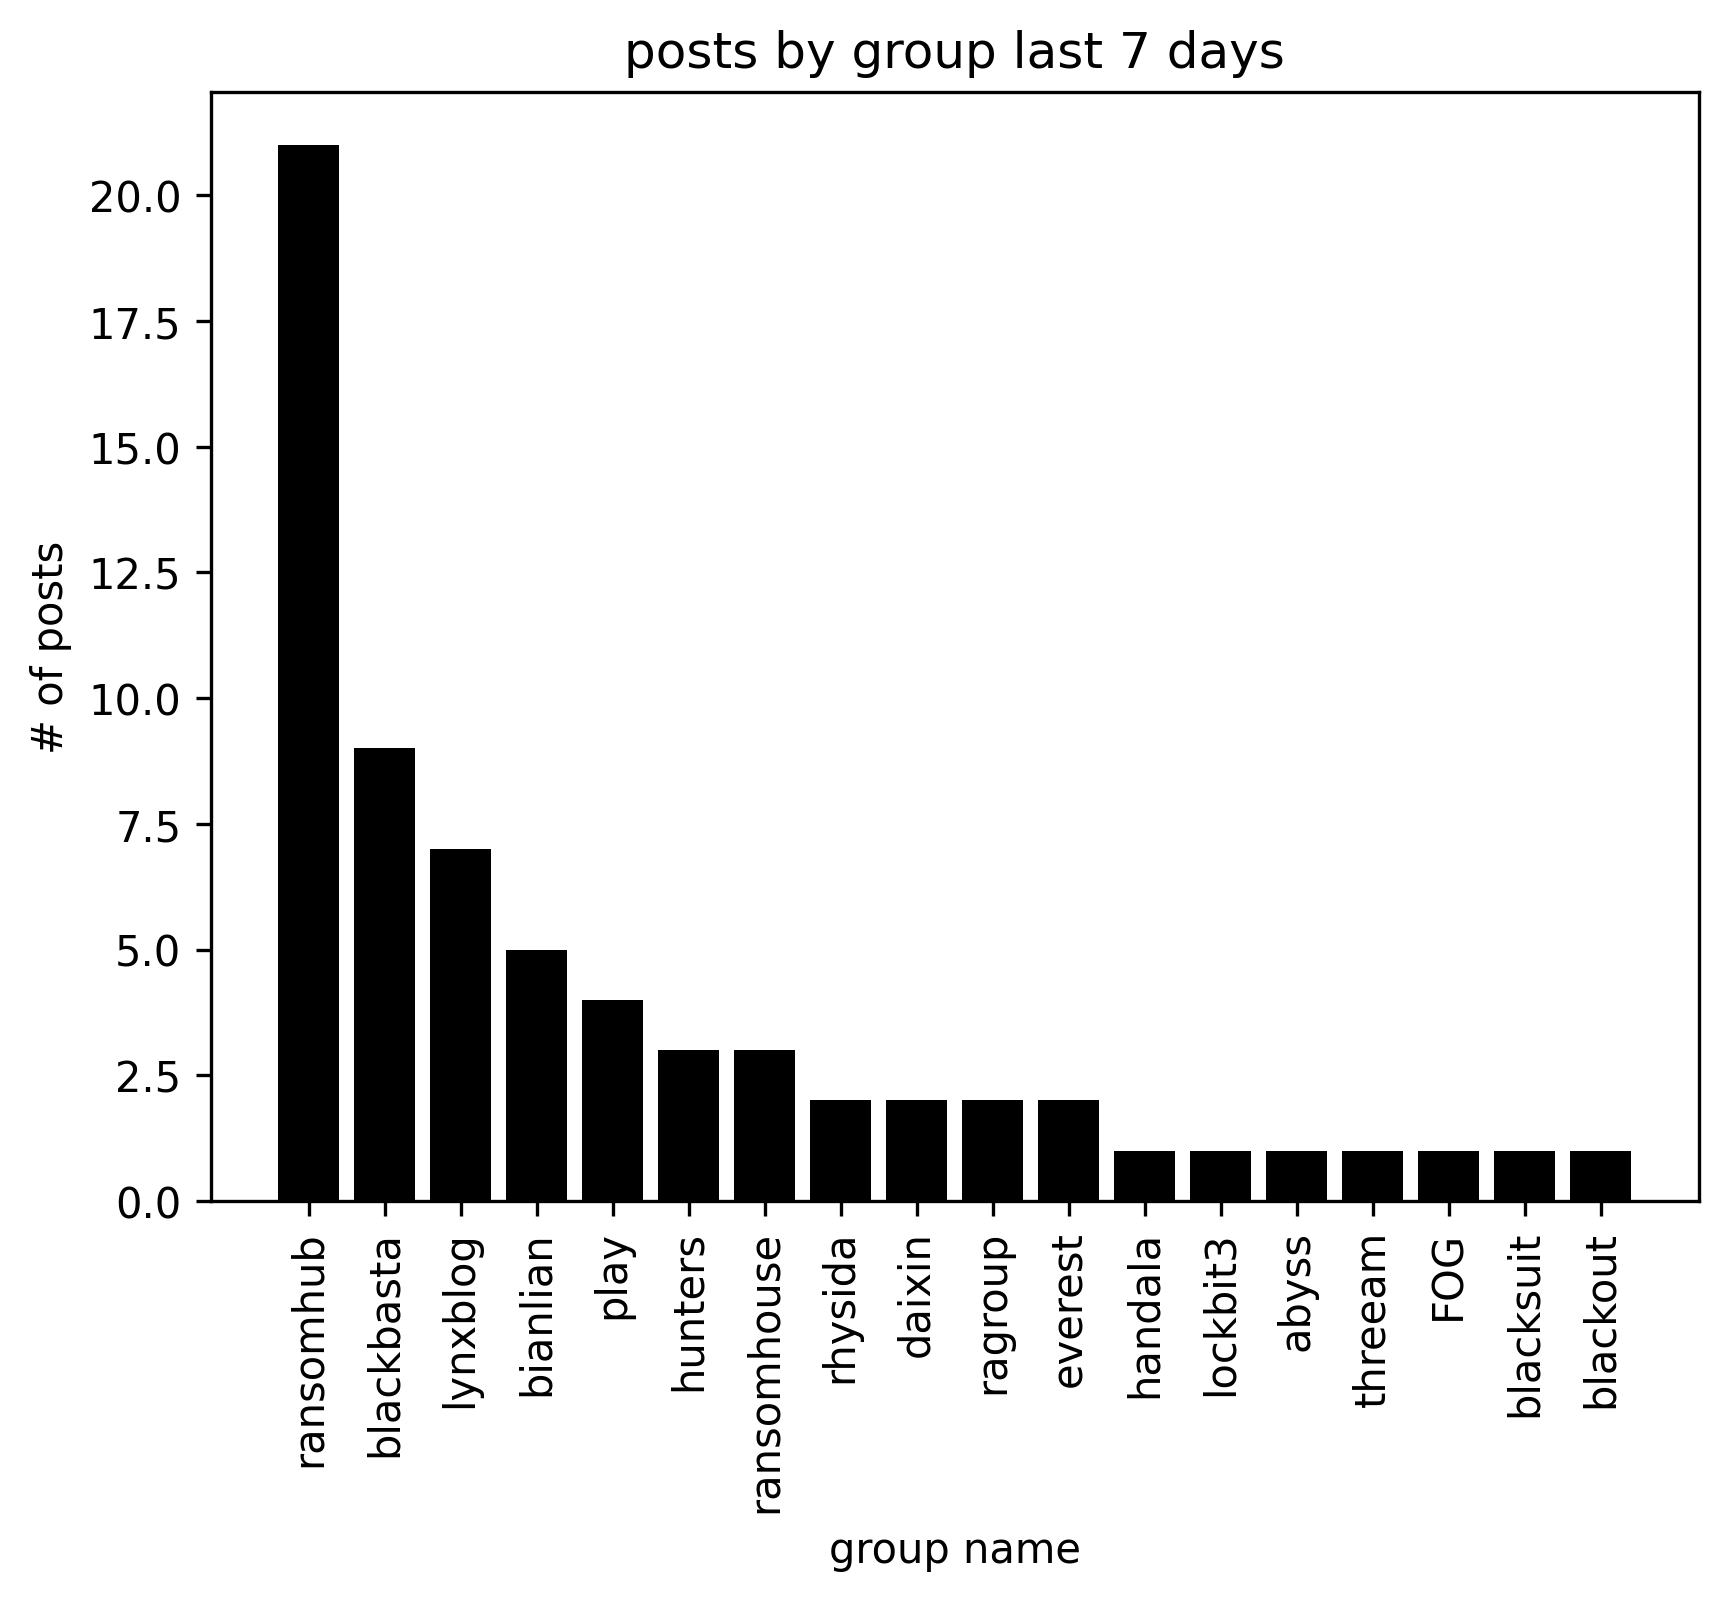 posts by group last 7 days
20.0
17.5
15.0
12.5
10.0
7.5
5.0
2.5
0.0
# of posts
ransomhub
blackbasta
lynxblog
bianlian
play
hunters
ransomhouse
rhysida
daixin
ragroup
everest
handala
lockbit3
abyss
threeam
FOG
blacksuit
blackout
group name